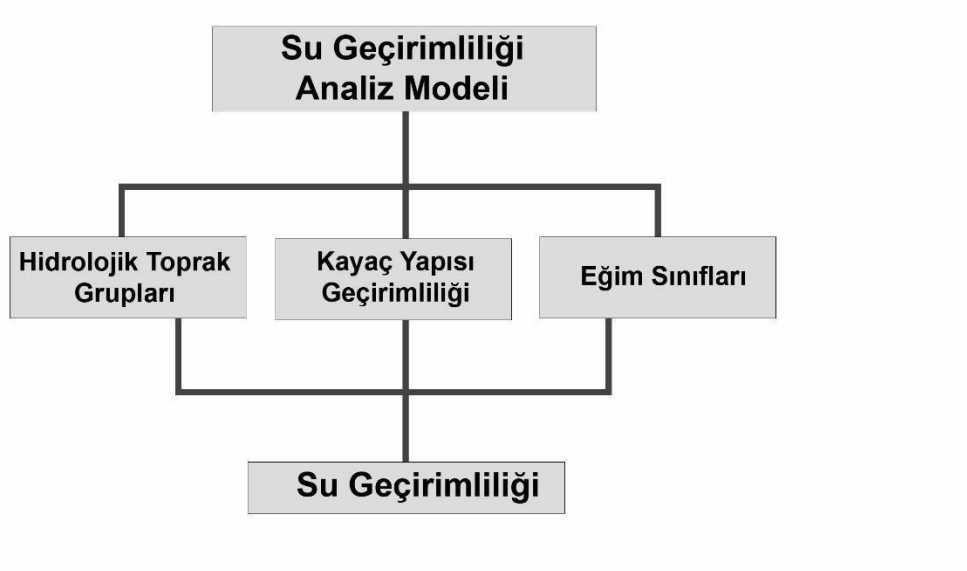 Su Geçirimliliği
Analiz Modeli
Hidrolojik Toprak
Grupları
Kayaç Yapısı
Geçirimliliği
Eğim Sınıfları
Su Geçirimliliği